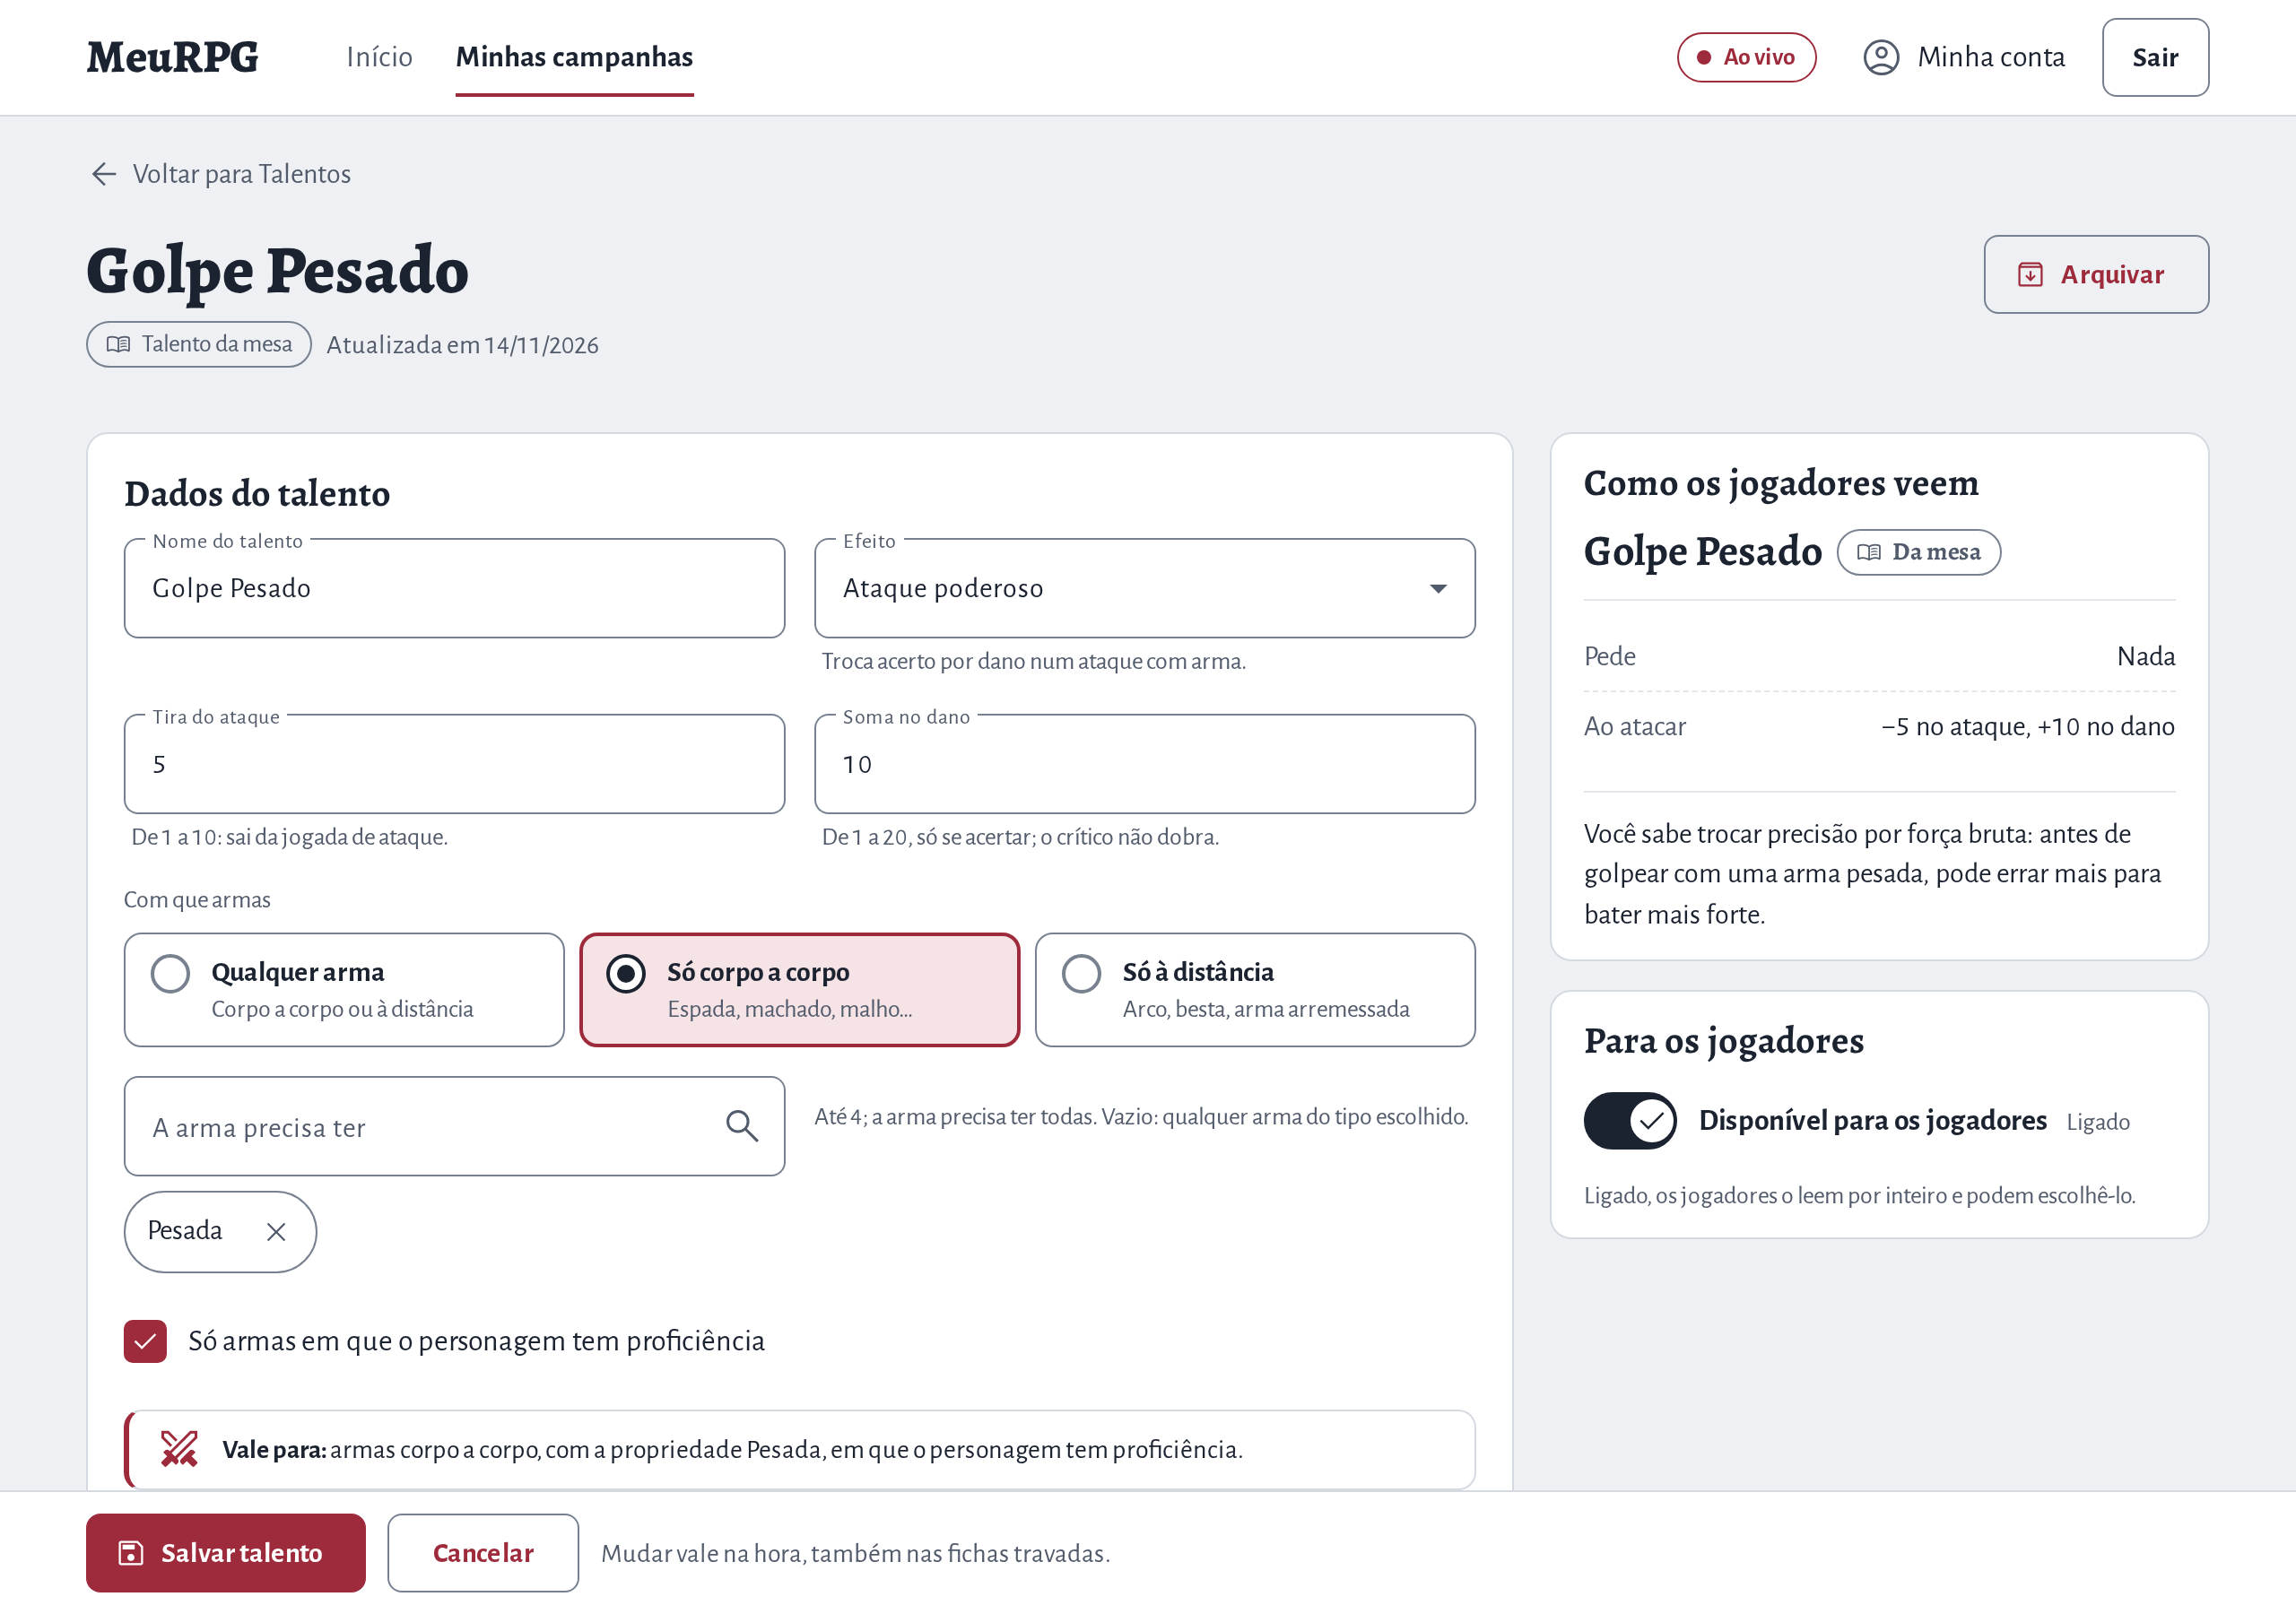 MeuRPG
Início
Minhas campanhas
Ao vivo
Minha conta
Sair
Voltar para Talentos
Golpe Pesado
Arquivar
Talento da mesa
Atualizada em 14/11/2026
Dados do talento
Nome do talento
Golpe Pesado
Efeito
Ataque poderoso
Troca acerto por dano num ataque com arma.
Tira do ataque
5
De 1 a 10: sai da jogada de ataque.
Soma no dano
10
De 1 a 20, só se acertar; o crítico não dobra.
Com que armas
Qualquer arma
Corpo a corpo ou à distância
Só corpo a corpo
Espada, machado, malho...
Só à distância
Arco, besta, arma arremessada
A arma precisa ter
Até 4; a arma precisa ter todas. Vazio: qualquer arma do tipo escolhido.
Pesada
Só armas em que o personagem tem proficiência
Vale para: armas corpo a corpo, com a propriedade Pesada, em que o personagem tem proficiência.
Como os jogadores veem
Golpe Pesado
Da mesa
Pede
Nada
Ao atacar
−5 no ataque, +10 no dano
Você sabe trocar precisão por força bruta: antes de
golpear com uma arma pesada, pode errar mais para
bater mais forte.
Para os jogadores
Disponível para os jogadores
Ligado
Ligado, os jogadores o leem por inteiro e podem escolhê-lo.
Salvar talento
Cancelar
Mudar vale na hora, também nas fichas travadas.